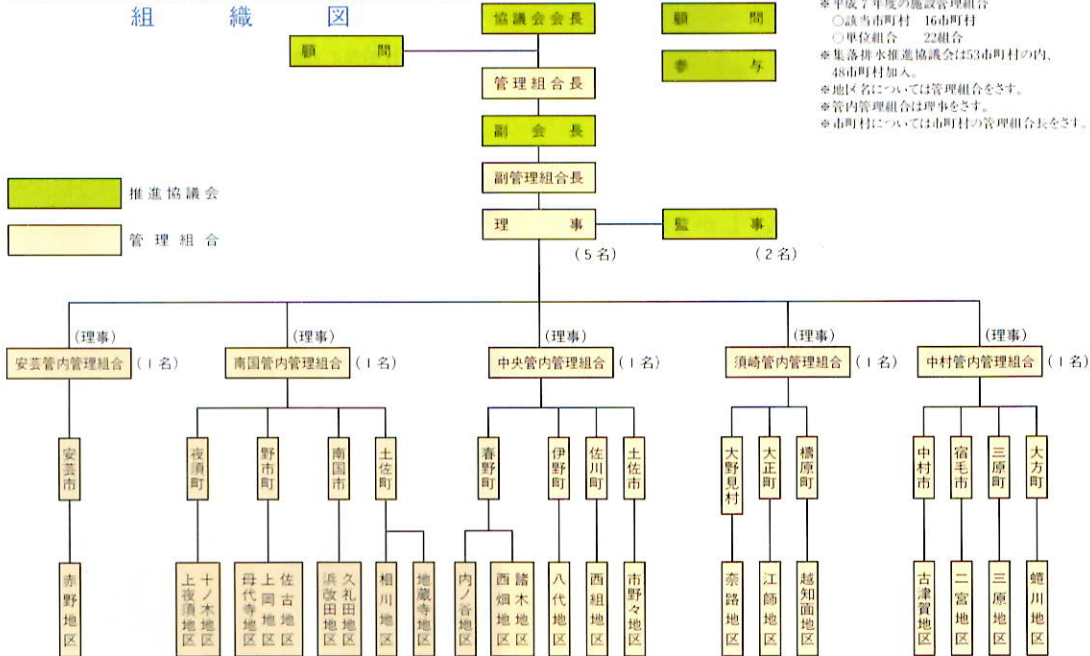 組織図
協議会会長
顧問
※平成7年度の施設管理組合
○該当市町村 16市町村
○単位組合 22組合
※集落排水推進協議会は53市町村の内、
48市町村加入。
※地区名については管理組合をさす。
※管内管理組合は理事をさす。
※市町村については市町村の管理組合長をさす。
顧問
参与
管理組合長
副会長
副管理組合長
推進協議会
管理組合
理事
監事
(5名)
(2名)
(理事)
(理事)
(理事)
(理事)
(理事)
安芸管内管理組合 (1名)
南国管内管理組合 (1名)
中央管内管理組合 (1名)
須崎管内管理組合 (1名)
中村管内管理組合 (1名)
安芸市
夜須町
野市町
南国市
土佐町
春野町
伊野町
佐川町
土佐市
大野見村
大正町
檮原町
中村市
宿毛市
三原町
大方町
赤野地区
十ノ木地区
上夜須地区
佐古地区
上岡地区
母代寺地区
久礼田地区
浜改田地区
相川地区
地蔵寺地区
内ノ谷地区
諸木地区
西畑地区
八代地区
西組地区
市野々地区
奈路地区
江師地区
越知面地区
古津賀地区
二宮地区
三原地区
蜷川地区